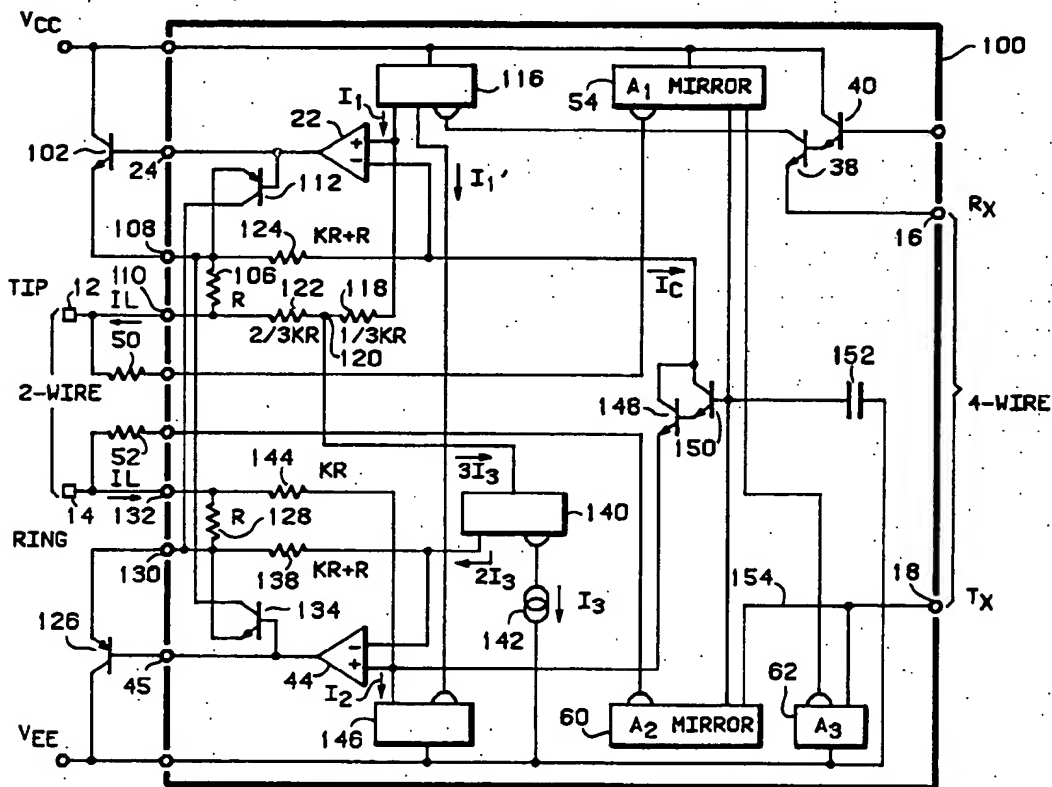 VCC
100
116
A1 MIRROR
54
40
I1
22
+
−
102
24
112
I1'
38
RX
16
108
124
KR+R
106
R
IC
TIP
12
110
IL
122
2/3KR
118
1/3KR
120
50
152
2-WIRE
4-WIRE
148
150
52
IL
144
KR
3I3
14
132
R
128
140
RING
130
138
KR+R
2I3
I3
142
154
18
TX
134
126
45
44
−
+
I2
62
146
60
A2 MIRROR
A3
VEE